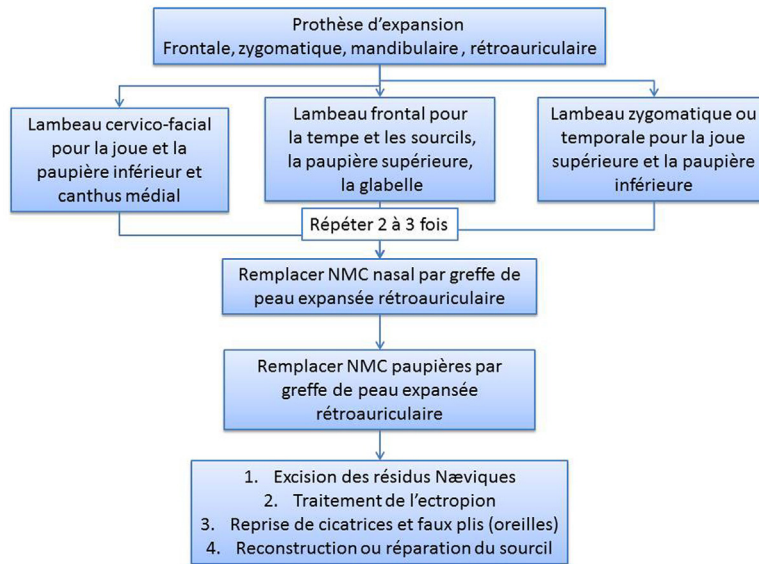 Prothèse d'expansion
Frontale, zygomatique, mandibulaire , rétroauriculaire
Lambeau cervico-facial
pour la joue et la
paupière inférieur et
canthus médial
Lambeau frontal pour
la tempe et les sourcils,
la paupière supérieure,
la glabelle
Lambeau zygomatique ou
temporale pour la joue
supérieure et la paupière
inférieure
Répéter 2 à 3 fois
Remplacer NMC nasal par greffe de
peau expansée rétroauriculaire
Remplacer NMC paupières par
greffe de peau expansée
rétroauriculaire
1. Excision des résidus Næviques
2. Traitement de l'ectropion
3. Reprise de cicatrices et faux plis (oreilles)
4. Reconstruction ou réparation du sourcil